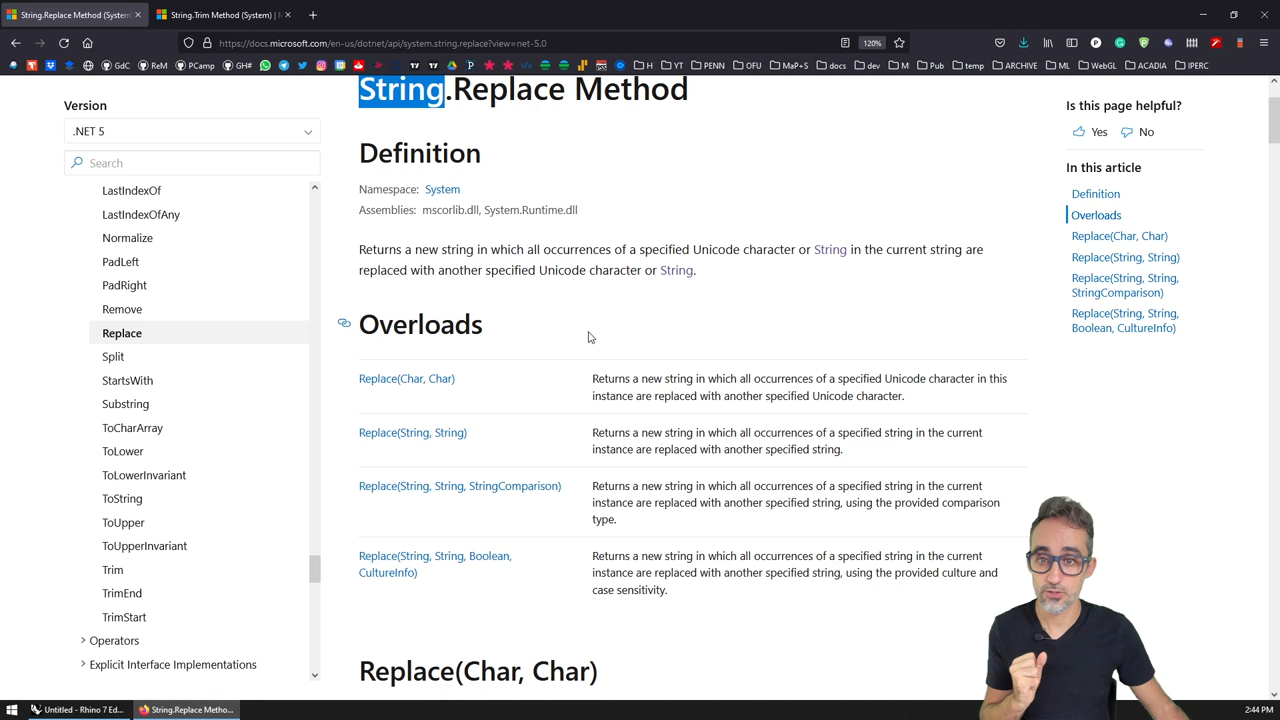 String.Replace Method (System
String.Trim Method (System) | M
https://docs.microsoft.com/en-us/dotnet/api/system.string.replace?view=net-5.0
120%
GdC
ReM
PCamp
GH#
H
YT
PENN
OFU
MaP+S
docs
dev
M
Pub
temp
ARCHIVE
ML
WebGL
ACADIA
IPERC
Version
.NET 5
Search
LastIndexOf
LastIndexOfAny
Normalize
PadLeft
PadRight
Remove
Replace
Split
StartsWith
Substring
ToCharArray
ToLower
ToLowerInvariant
ToString
ToUpper
ToUpperInvariant
Trim
TrimEnd
TrimStart
Operators
Explicit Interface Implementations
String.Replace Method
Definition
Namespace: System
Assemblies: mscorlib.dll, System.Runtime.dll
Returns a new string in which all occurrences of a specified Unicode character or String in the current string are
replaced with another specified Unicode character or String.
Overloads
Replace(Char, Char)
Returns a new string in which all occurrences of a specified Unicode character in this
instance are replaced with another specified Unicode character.
Replace(String, String)
Returns a new string in which all occurrences of a specified string in the current
instance are replaced with another specified string.
Replace(String, String, StringComparison)
Returns a new string in which all occurrences of a specified string in the current
instance are replaced with another specified string, using the provided comparison
type.
Replace(String, String, Boolean,
CultureInfo)
Returns a new string in which all occurrences of a specified string in the current
instance are replaced with another specified string, using the provided culture and
case sensitivity.
Replace(Char, Char)
Is this page helpful?
Yes
No
In this article
Definition
Overloads
Replace(Char, Char)
Replace(String, String)
Replace(String, String,
StringComparison)
Replace(String, String,
Boolean, CultureInfo)
Untitled - Rhino 7 Ed...
String.Replace Metho...
2:44 PM